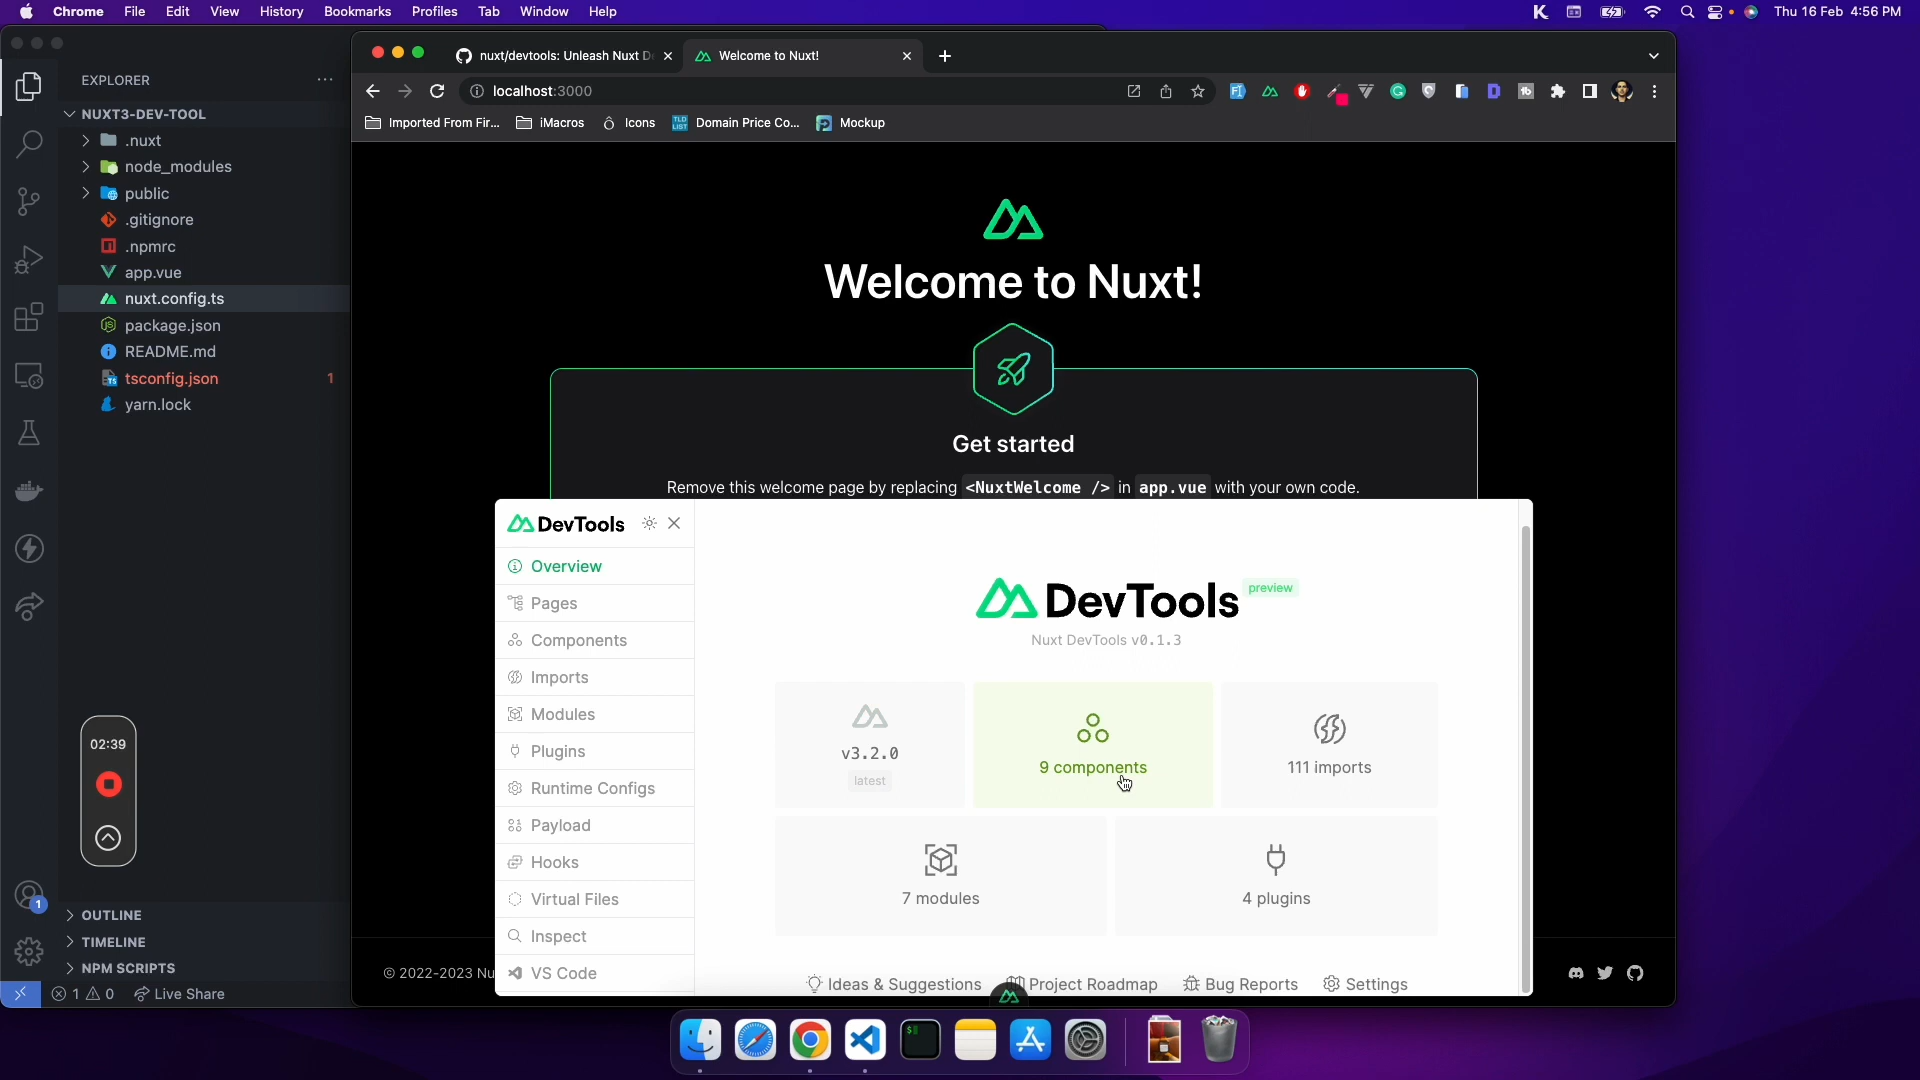 Chrome File Edit View History Bookmarks Profiles Tab Window Help
Thu 16 Feb 4:56 PM
EXPLORER
NUXT3-DEV-TOOL
.nuxt
node_modules
public
.gitignore
.npmrc
app.vue
nuxt.config.ts
package.json
README.md
tsconfig.json 1
yarn.lock
02:39
1
OUTLINE
TIMELINE
NPM SCRIPTS
1 0 Live Share
nuxt/devtools: Unleash Nuxt D
Welcome to Nuxt!
localhost:3000
Imported From Fir... iMacros Icons TLD LIST Domain Price Co... Mockup
Welcome to Nuxt!
Get started
Remove this welcome page by replacing <NuxtWelcome /> in app.vue with your own code.
DevTools
Overview
Pages
Components
Imports
Modules
Plugins
Runtime Configs
Payload
Hooks
Virtual Files
Inspect
VS Code
DevTools preview
Nuxt DevTools v0.1.3
v3.2.0
latest
9 components
111 imports
7 modules
4 plugins
Ideas & Suggestions Project Roadmap Bug Reports Settings
© 2022-2023 Nu